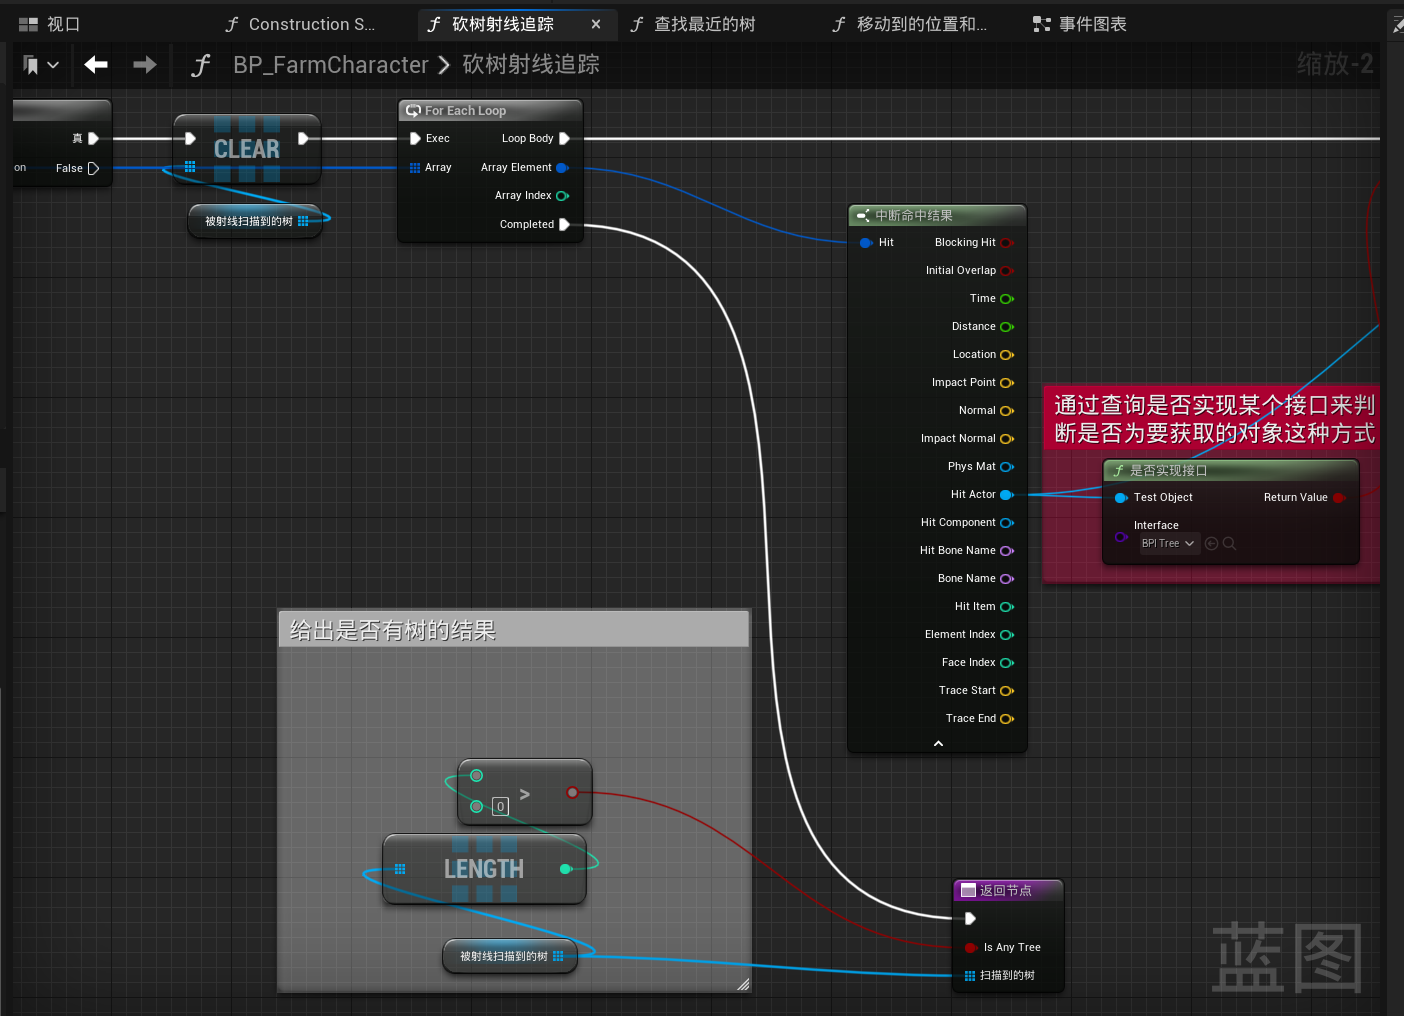 视口
Construction S...
砍树射线追踪
查找最近的树
移动到的位置和...
事件图表
BP_FarmCharacter
砍树射线追踪
缩放-2
真
on
False
CLEAR
被射线扫描到的树
For Each Loop
Exec
Loop Body
Array
Array Element
Array Index
Completed
中断命中结果
Hit
Blocking Hit
Initial Overlap
Time
Distance
Location
Impact Point
Normal
Impact Normal
Phys Mat
Hit Actor
Hit Component
Hit Bone Name
Bone Name
Hit Item
Element Index
Face Index
Trace Start
Trace End
通过查询是否实现某个接口来判
断是否为要获取的对象这种方式
是否实现接口
Test Object
Return Value
Interface
BPI Tree
给出是否有树的结果
>
0
LENGTH
被射线扫描到的树
返回节点
Is Any Tree
扫描到的树
蓝图